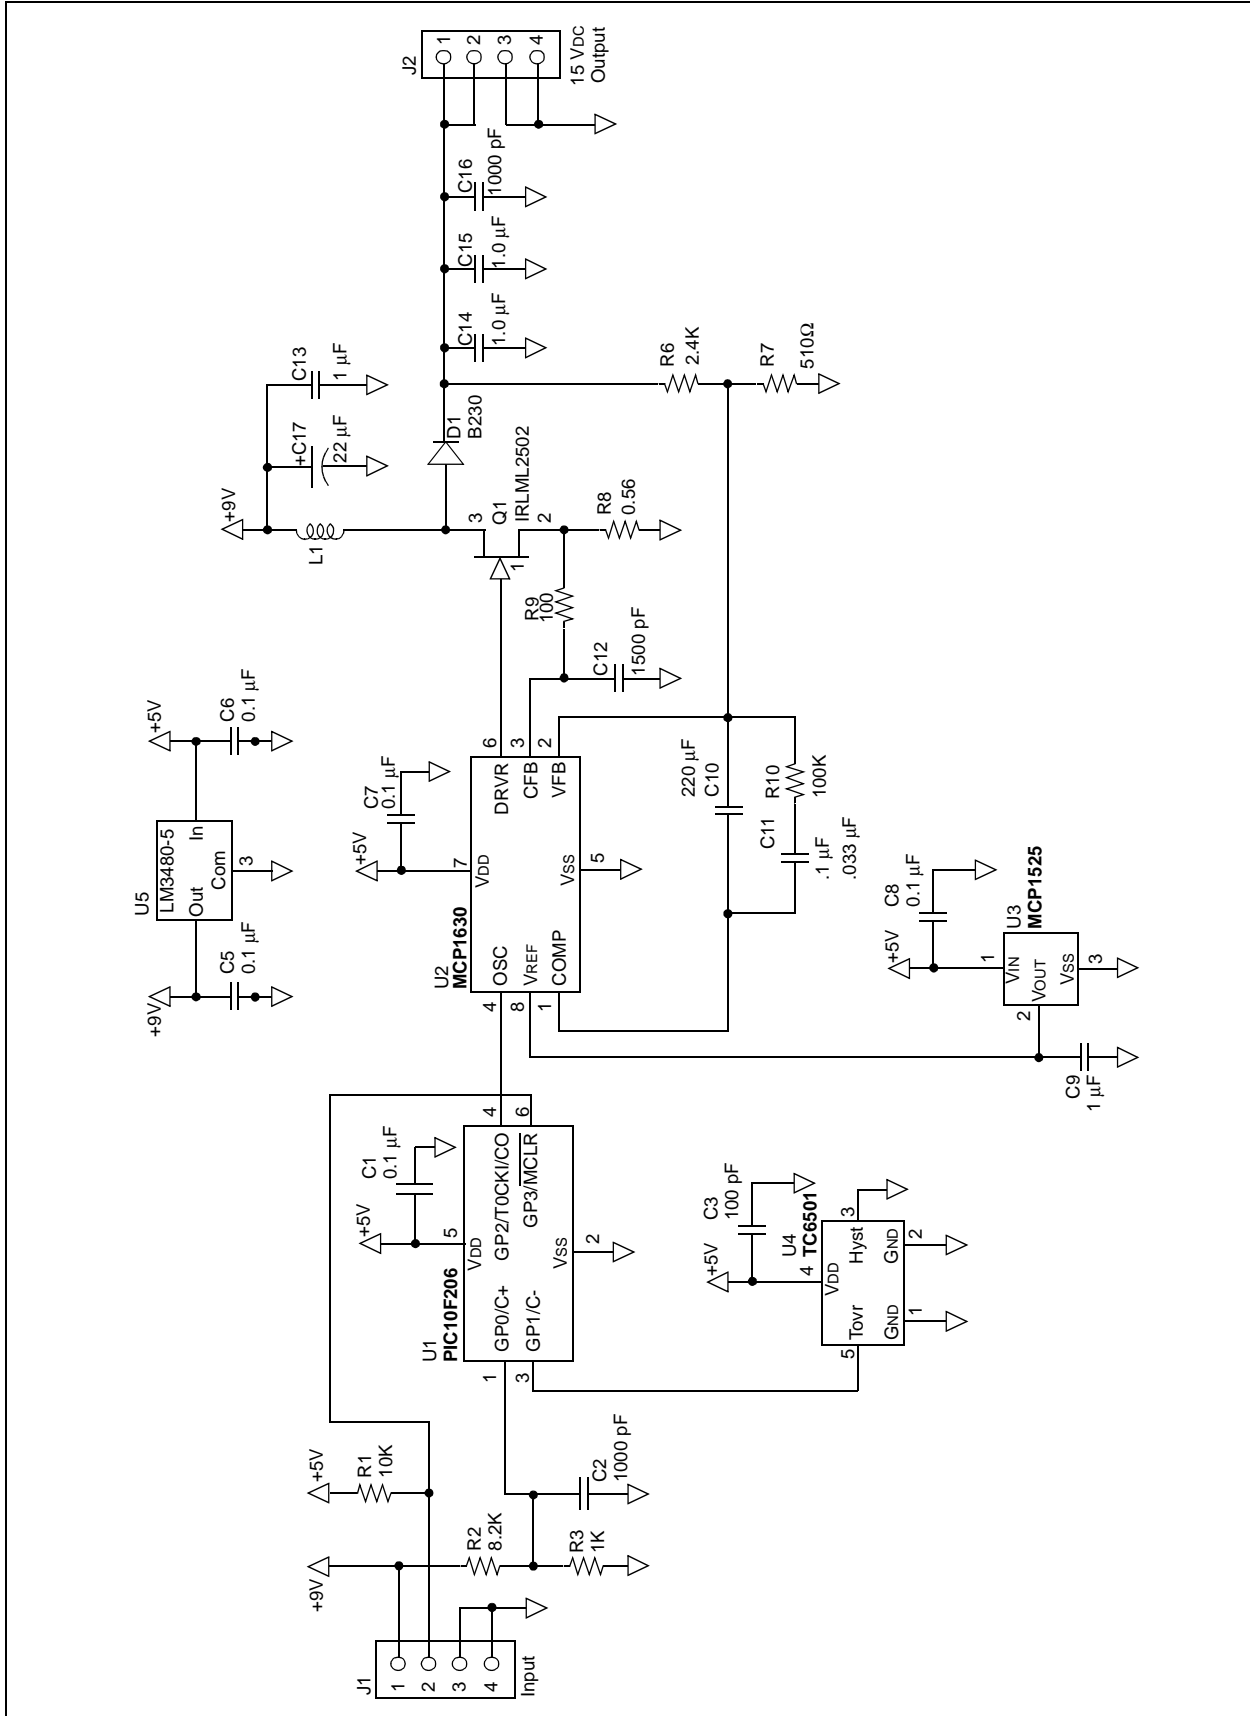 J1
1
2
3
4
Input
+9V
+5V
R1
10K
R2
8.2K
R3
1K
C2
1000 pF
U1
PIC10F206
1
3
GP0/C+
GP1/C-
5
VDD
+5V
C1
0.1 µF
GP2/T0CKI/CO
GP3/MCLR
4
6
VSS
2
U4
TC6501
+5V
C3
100 pF
4
VDD
5
Tovr
Hyst
3
GND
GND
1
2
+9V
C5
0.1 µF
U5
LM3480-5
Out
In
Com
3
+5V
C6
0.1 µF
U2
MCP1630
4
8
1
OSC
VREF
COMP
+5V
C7
0.1 µF
7
VDD
VSS
5
DRVR
CFB
VFB
6
3
2
C9
1 µF
U3
MCP1525
+5V
C8
0.1 µF
1
VIN
2
VOUT
VSS
3
220 µF
C10
R10
100K
C11
.1 µF
.033 µF
R9
100
C12
1500 pF
+9V
L1
+C17
22 µF
C13
1 µF
3
Q1
IRLML2502
1
2
R8
0.56
D1
B230
C14
1.0 µF
C15
1.0 µF
C16
1000 pF
R6
2.4K
R7
510Ω
J2
1
2
3
4
15 VDC
Output